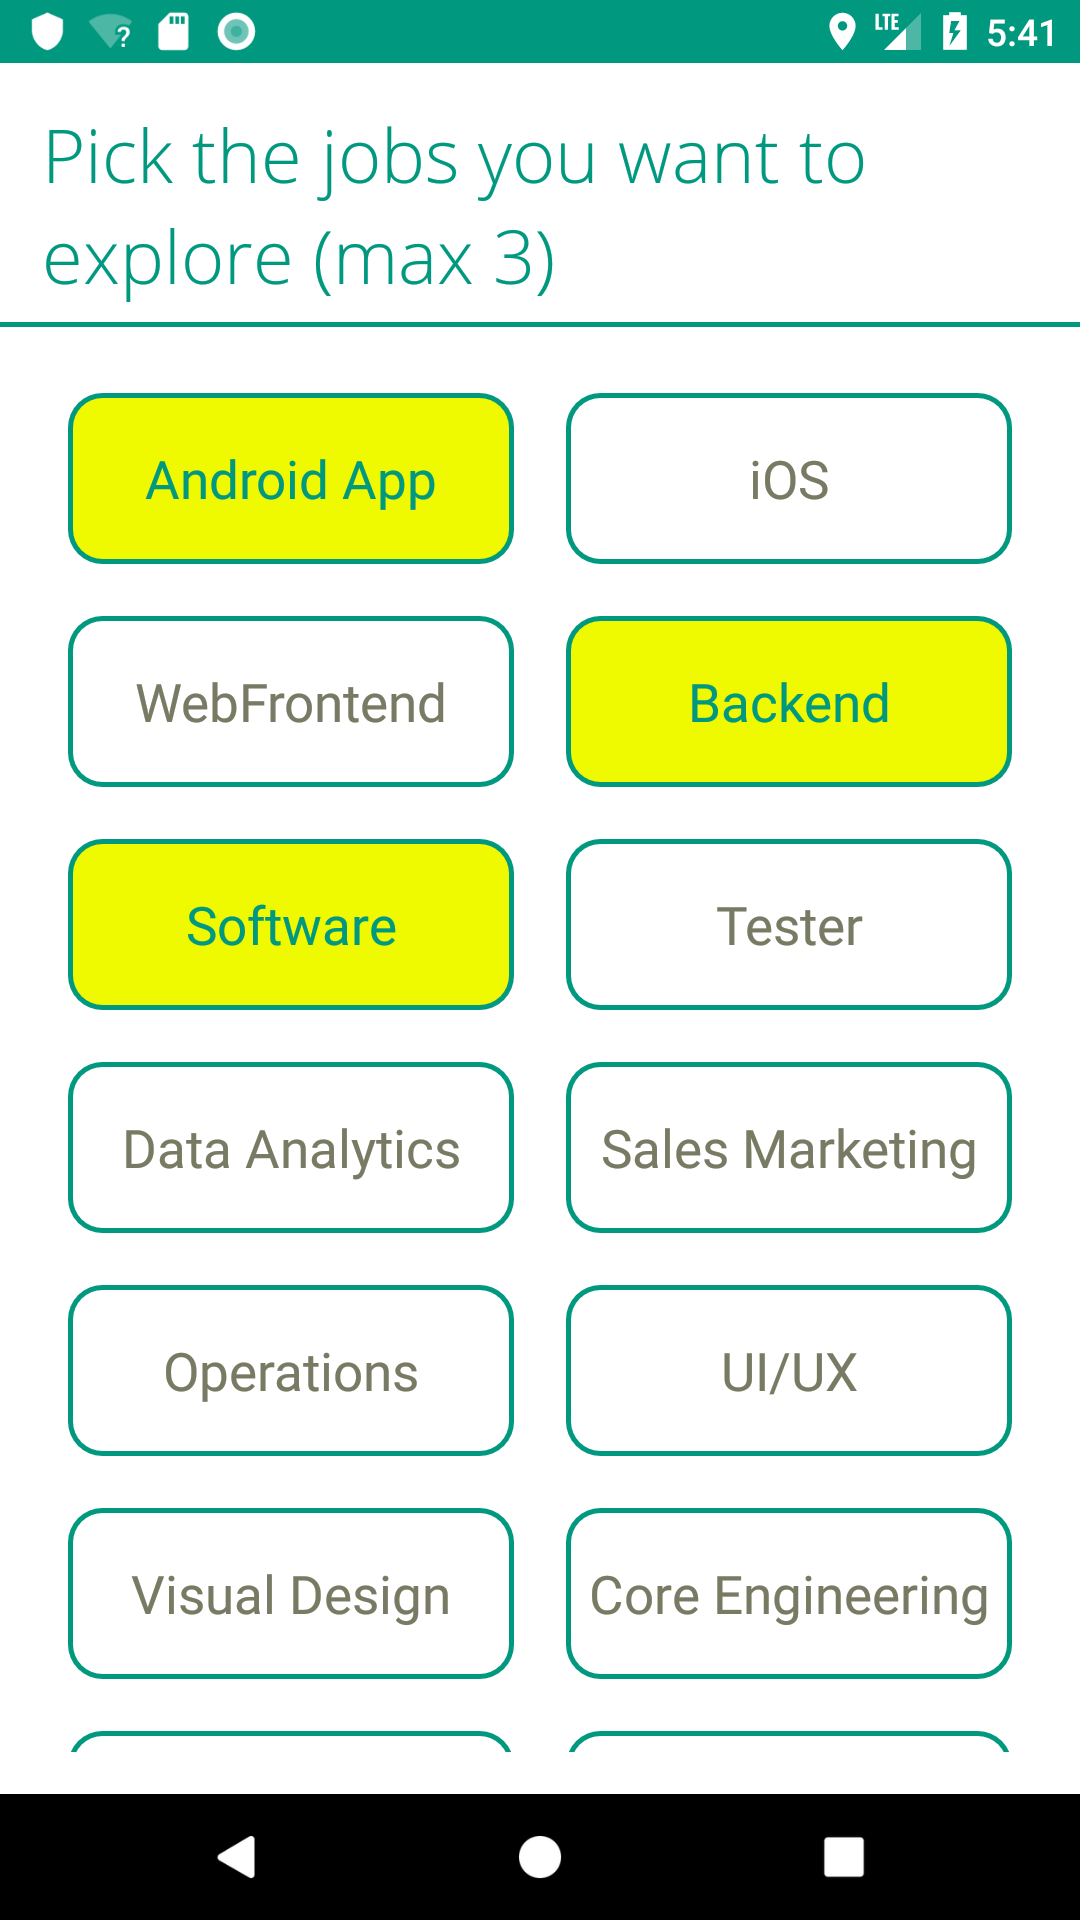 LTE 5:41
Pick the jobs you want to
explore (max 3)
Android App
iOS
WebFrontend
Backend
Software
Tester
Data Analytics
Sales Marketing
Operations
UI/UX
Visual Design
Core Engineering